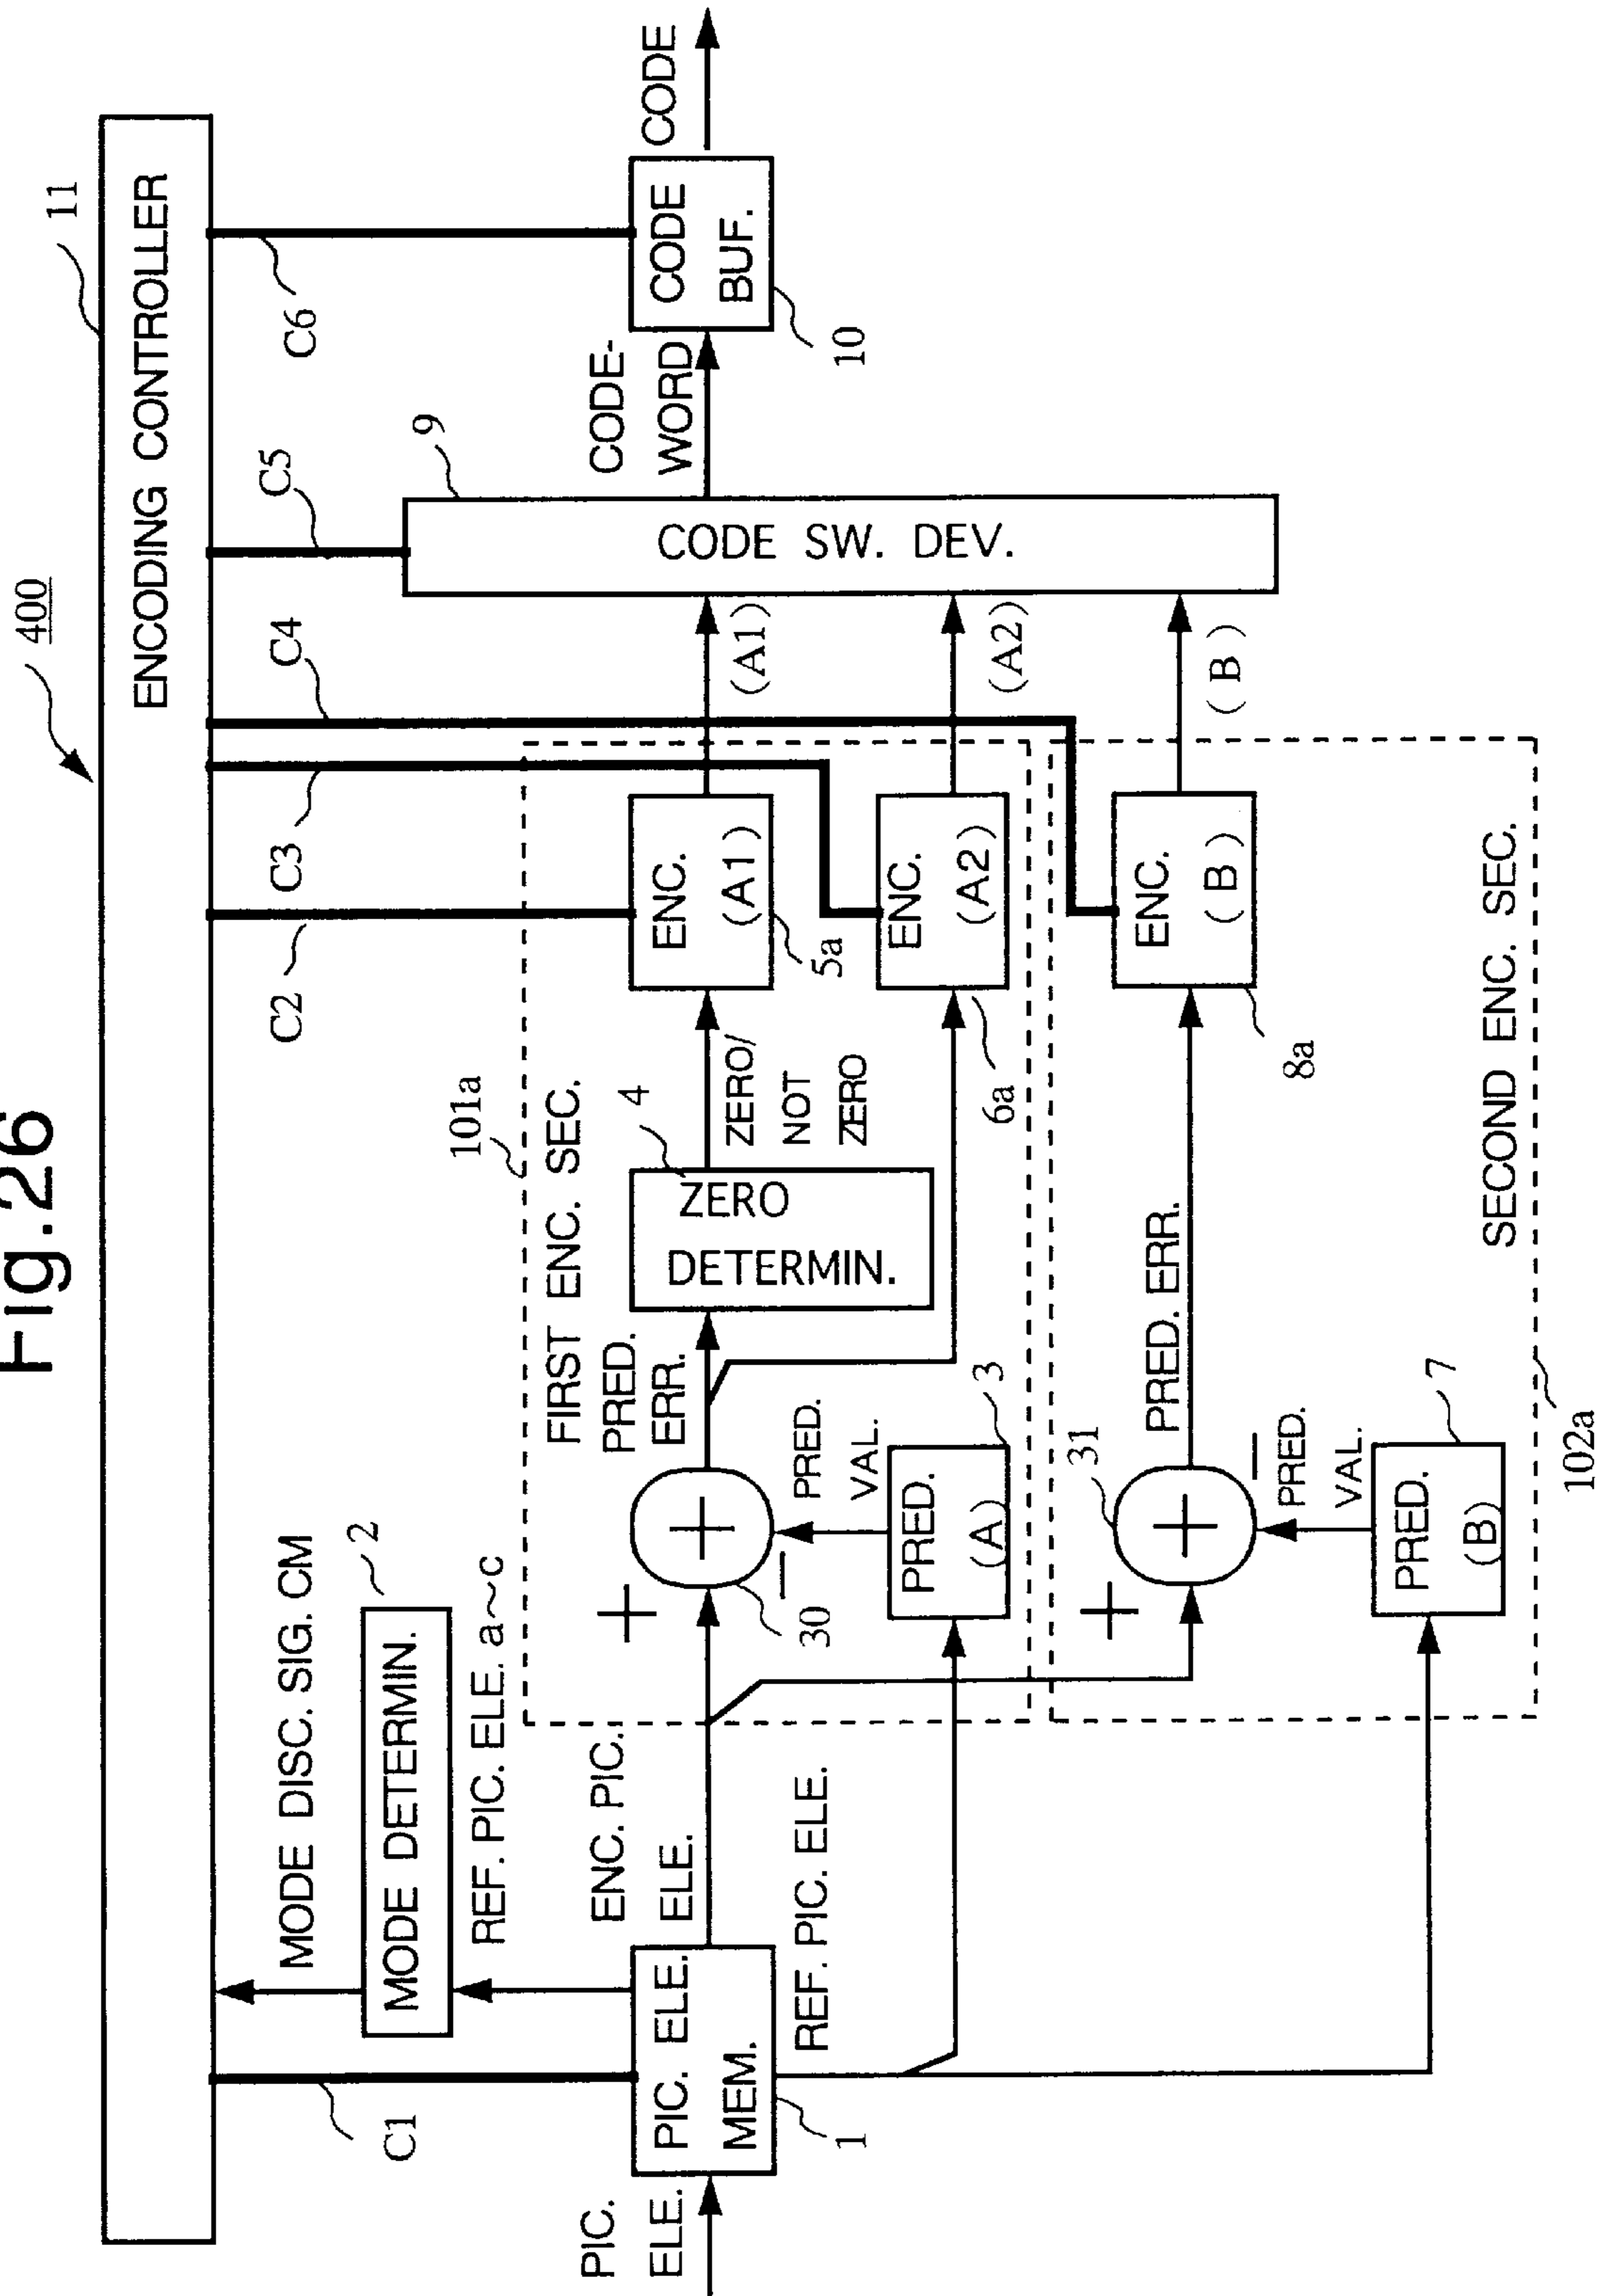 Fig.26
400
11
ENCODING CONTROLLER
C1
MODE DISC. SIG. CM
MODE DETERMIN.
2
REF. PIC. ELE. a~c
C2
C3
C4
C5
C6
PIC.
ELE.
PIC. ELE.
MEM.
1
ENC. PIC.
ELE.
REF. PIC. ELE.
101a
FIRST ENC. SEC.
+
+
−
30
PRED.
ERR.
PRED.
VAL.
PRED.
(A)
3
4
ZERO
DETERMIN.
ZERO/
NOT
ZERO
ENC.
(A1)
5a
ENC.
(A2)
6a
(A1)
(A2)
(B)
9
CODE SW. DEV.
CODE-
WORD
CODE
BUF.
10
CODE
+
+
−
31
PRED. ERR.
PRED.
VAL.
PRED.
(B)
7
ENC.
(B)
8a
SECOND ENC. SEC.
102a